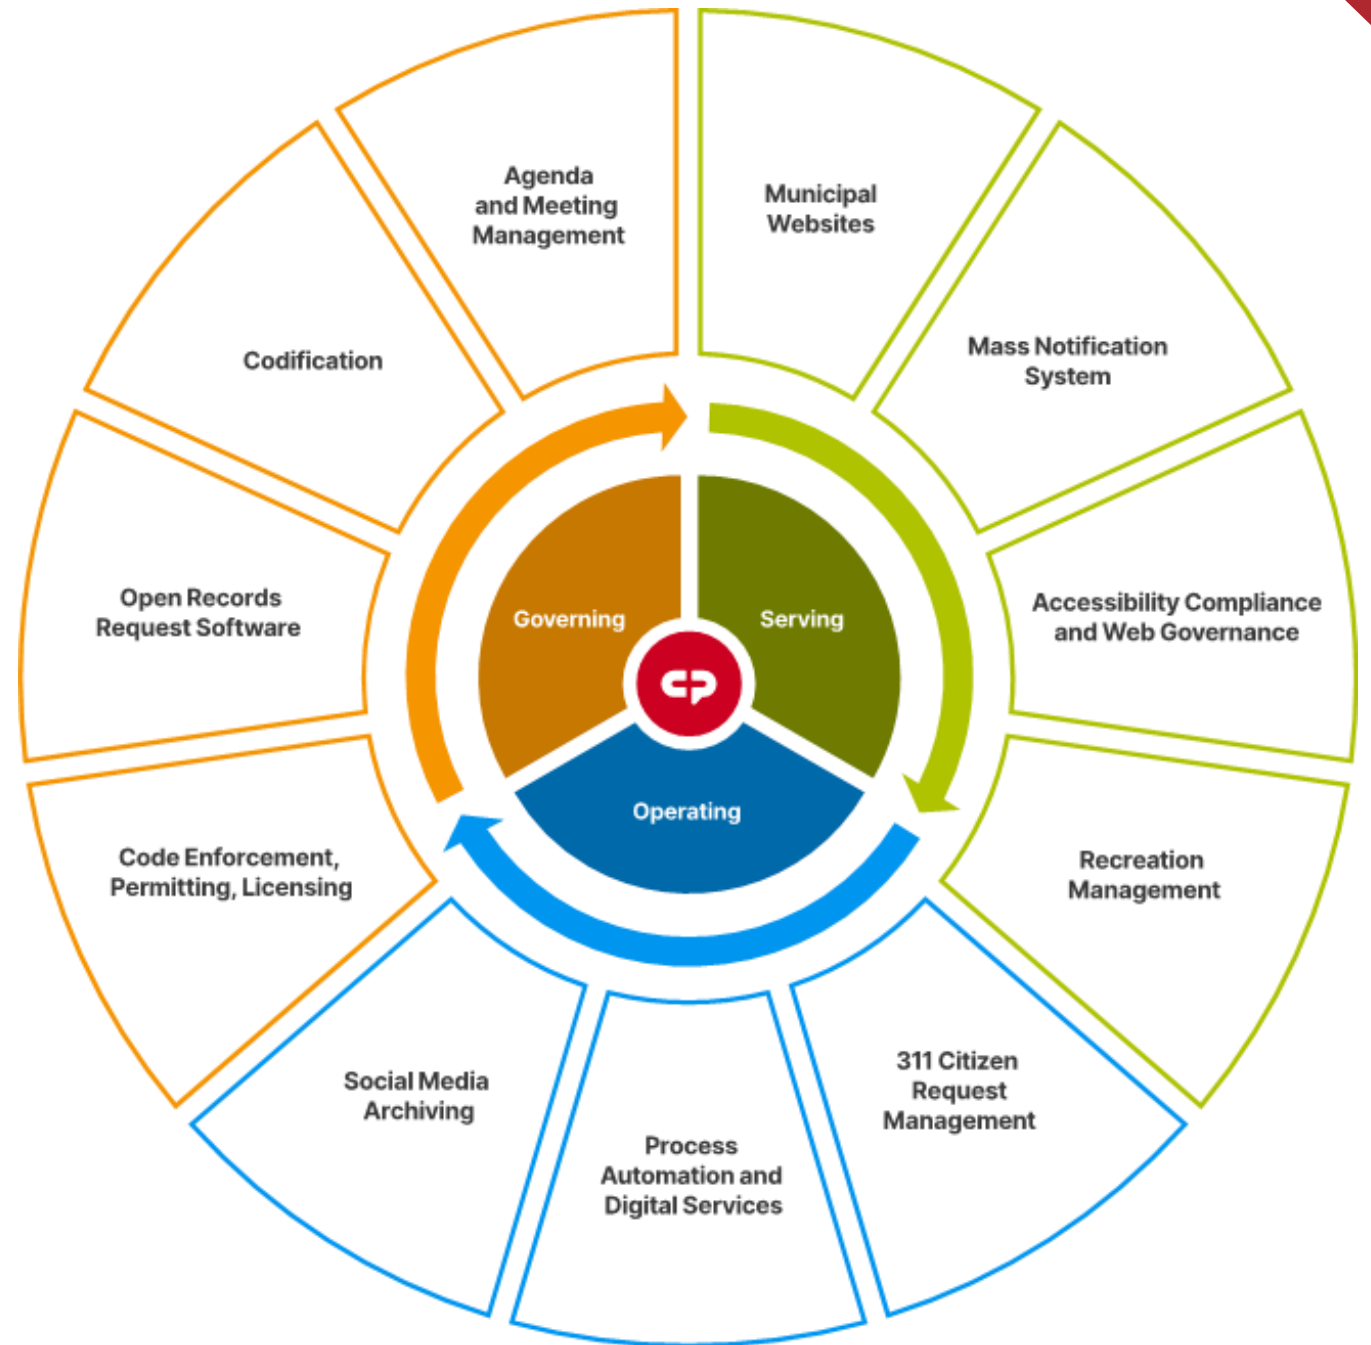 Agenda
and Meeting
Management
Municipal
Websites
Mass Notification
System
Accessibility Compliance
and Web Governance
Recreation
Management
311 Citizen
Request
Management
Process
Automation and
Digital Services
Social Media
Archiving
Code Enforcement,
Permitting, Licensing
Open Records
Request Software
Codification
Governing
Serving
Operating